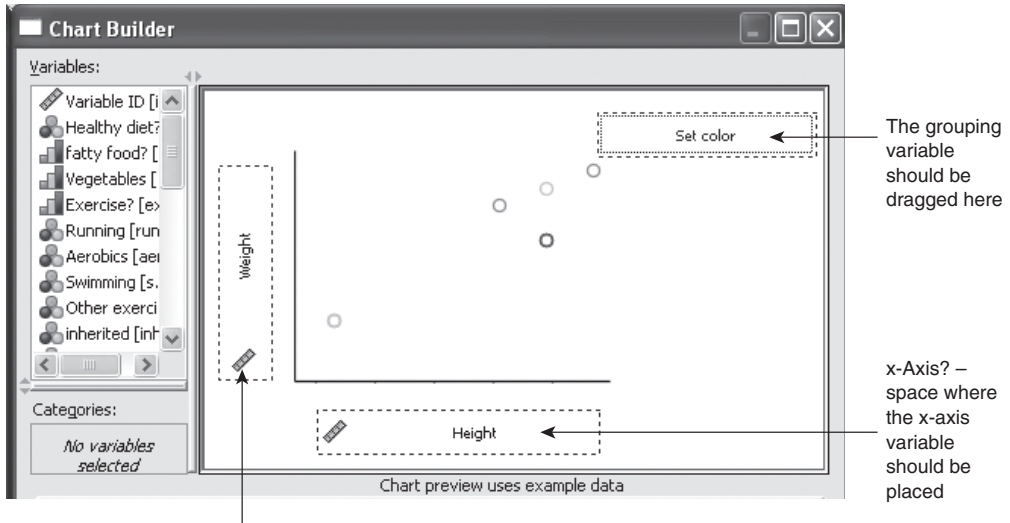 Chart Builder
Variables:
Variable ID [i
Healthy diet?
fatty food? [
Vegetables [
Exercise? [ex
Running [run
Aerobics [aer
Swimming [s.
Other exerci
inherited [inh
Categories:
No variables
selected
Weight
Set color
Height
Chart preview uses example data
The grouping
variable
should be
dragged here
x-Axis? –
space where
the x-axis
variable
should be
placed